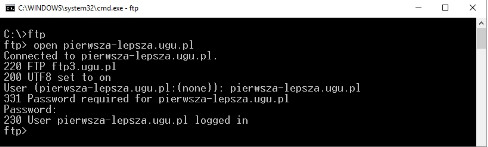 C:\WINDOWS\system32\cmd.exe - ftp
C:\>ftp
ftp> open pierwsza-lepsza.ugu.pl
Connected to pierwsza-lepsza.ugu.pl.
220 FTP ftp3.ugu.pl
200 UTF8 set to on
User (pierwsza-lepsza.ugu.pl:(none)): pierwsza-lepsza.ugu.pl
331 Password required for pierwsza-lepsza.ugu.pl
Password:
230 User pierwsza-lepsza.ugu.pl logged in
ftp>